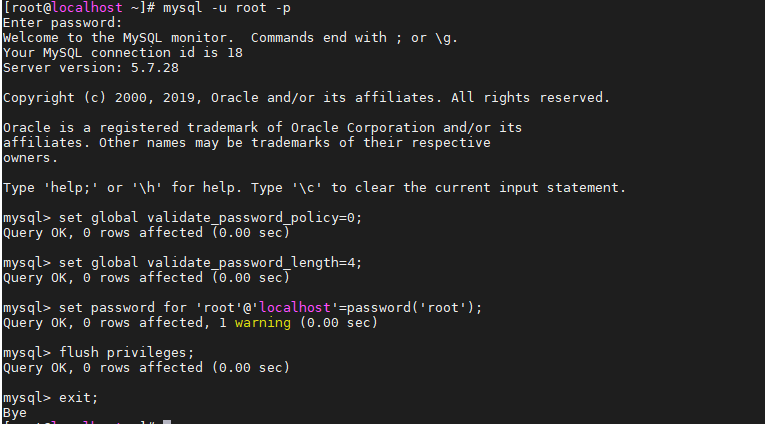 [root@localhost ~]# mysql -u root -p
Enter password:
Welcome to the MySQL monitor.  Commands end with ; or \g.
Your MySQL connection id is 18
Server version: 5.7.28
Copyright (c) 2000, 2019, Oracle and/or its affiliates. All rights reserved.
Oracle is a registered trademark of Oracle Corporation and/or its
affiliates. Other names may be trademarks of their respective
owners.
Type 'help;' or '\h' for help. Type '\c' to clear the current input statement.
mysql> set global validate_password_policy=0;
Query OK, 0 rows affected (0.00 sec)
mysql> set global validate_password_length=4;
Query OK, 0 rows affected (0.00 sec)
mysql> set password for 'root'@'localhost'=password('root');
Query OK, 0 rows affected, 1 warning (0.00 sec)
mysql> flush privileges;
Query OK, 0 rows affected (0.00 sec)
mysql> exit;
Bye